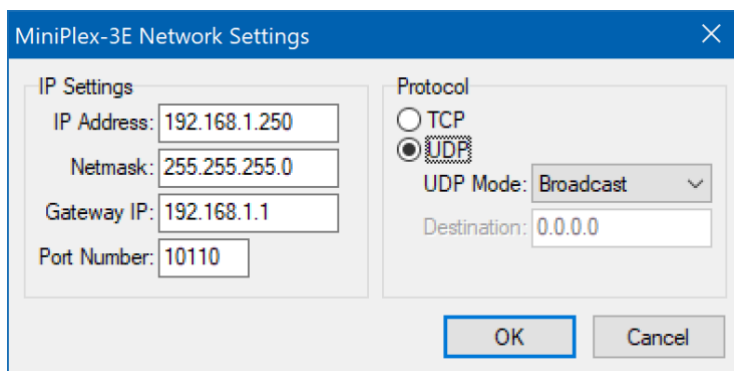 MiniPlex-3E Network Settings
IP Settings
IP Address: 192.168.1.250
Netmask: 255.255.255.0
Gateway IP: 192.168.1.1
Port Number: 10110
Protocol
TCP
UDP
UDP Mode: Broadcast
Destination: 0.0.0.0
OK
Cancel